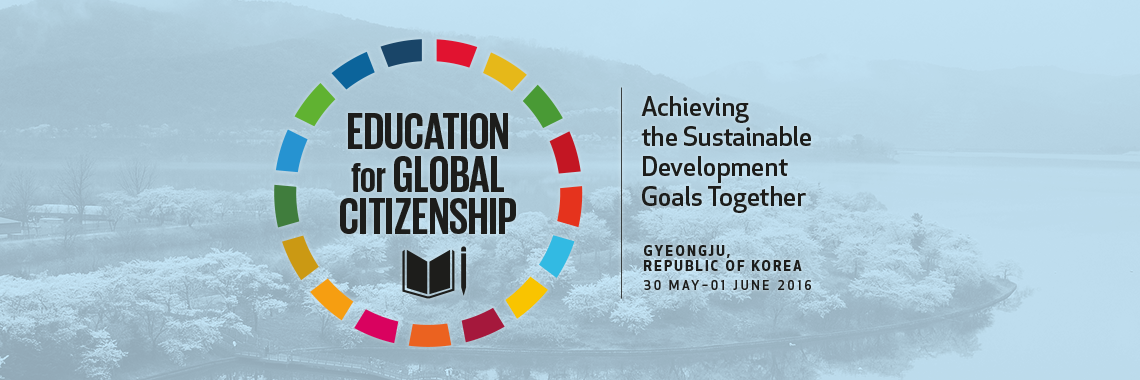 EDUCATION
for GLOBAL
CITIZENSHIP
Achieving
the Sustainable
Development
Goals Together
GYEONGJU,
REPUBLIC OF KOREA
30 MAY–01 JUNE 2016